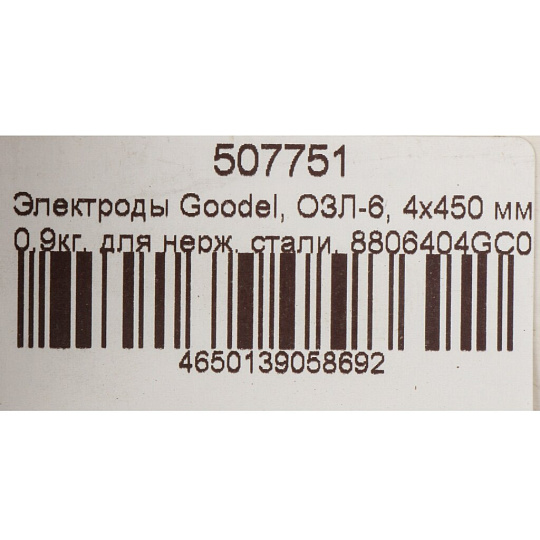 507751
Электроды Goodel, ОЗЛ-6, 4х450 мм
0,9кг, для нерж. стали, 8806404GC0
4650139058692